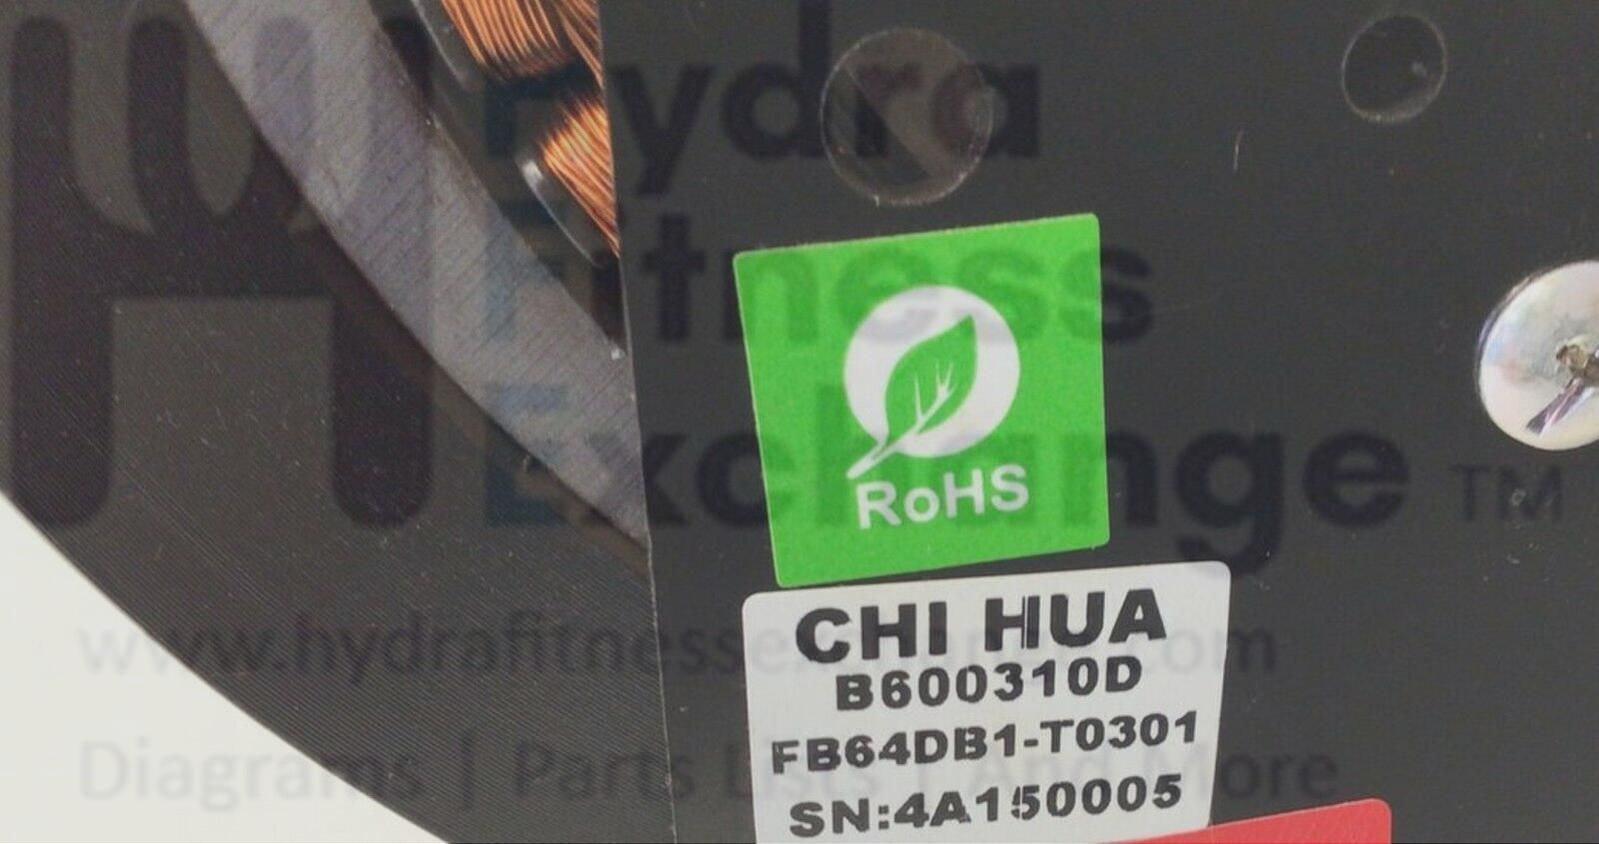 Hydra
Fitness
Exchange TM
RoHS
CHI HUA
B600310D
FB64DB1-T0301
SN:4A150005
www.hydrafitnessexchange.com
Diagrams | Parts Lists | And More